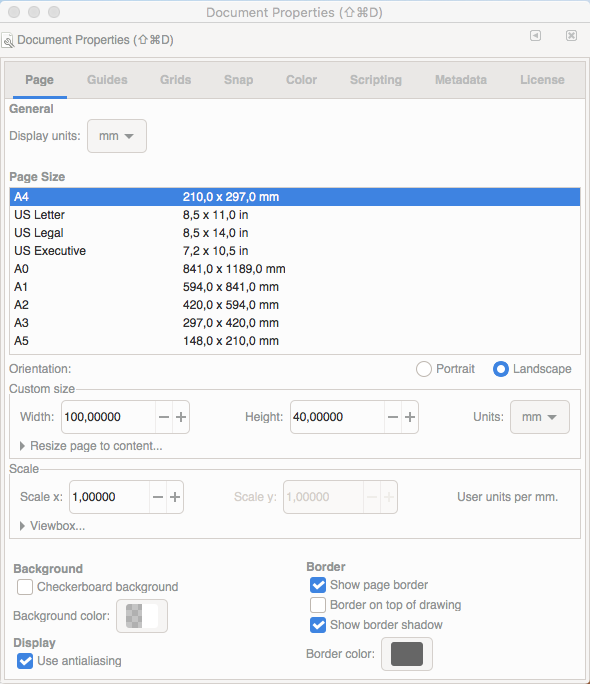 Document Properties (⇧⌘D)
Document Properties (⇧⌘D)
Page Guides Grids Snap Color Scripting Metadata License
General
Display units: mm
Page Size
A4 210,0 x 297,0 mm
US Letter 8,5 x 11,0 in
US Legal 8,5 x 14,0 in
US Executive 7,2 x 10,5 in
A0 841,0 x 1189,0 mm
A1 594,0 x 841,0 mm
A2 420,0 x 594,0 mm
A3 297,0 x 420,0 mm
A5 148,0 x 210,0 mm
Orientation: Portrait Landscape
Custom size
Width: 100,00000 Height: 40,00000 Units: mm
Resize page to content...
Scale
Scale x: 1,00000 Scale y: 1,00000 User units per mm.
Viewbox...
Background
Checkerboard background
Background color:
Display
Use antialiasing
Border
Show page border
Border on top of drawing
Show border shadow
Border color: